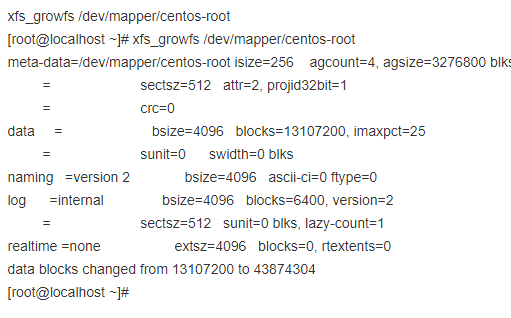 xfs_growfs /dev/mapper/centos-root
[root@localhost ~]# xfs_growfs /dev/mapper/centos-root
meta-data=/dev/mapper/centos-root isize=256 agcount=4, agsize=3276800 blks
= sectsz=512 attr=2, projid32bit=1
= crc=0
data = bsize=4096 blocks=13107200, imaxpct=25
= sunit=0 swidth=0 blks
naming =version 2 bsize=4096 ascii-ci=0 ftype=0
log =internal bsize=4096 blocks=6400, version=2
= sectsz=512 sunit=0 blks, lazy-count=1
realtime =none extsz=4096 blocks=0, rtextents=0
data blocks changed from 13107200 to 43874304
[root@localhost ~]#